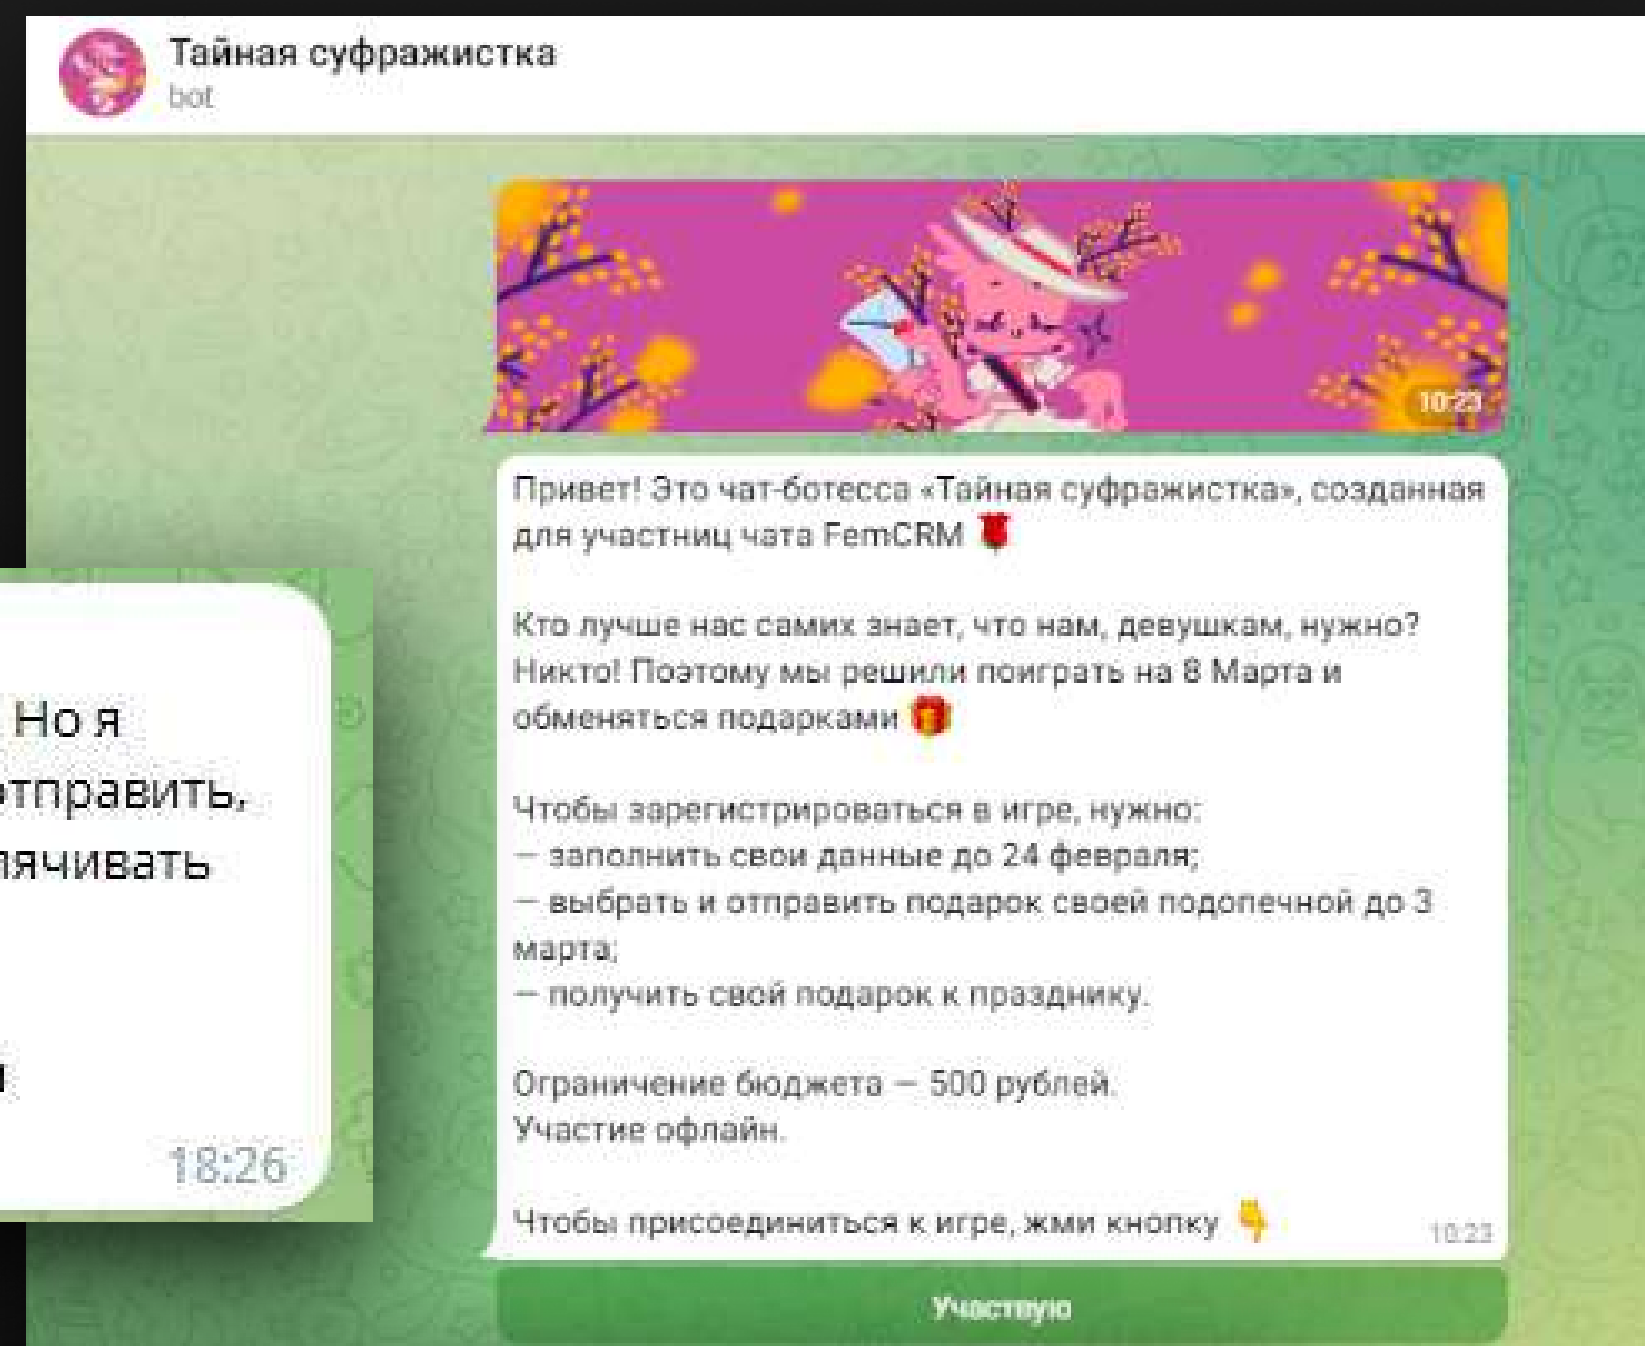 Тайная суфражистка
bot
10:23
Привет! Это чат-ботесса «Тайная суфражистка», созданная
для участниц чата FemCRM
Кто лучше нас самих знает, что нам, девушкам, нужно?
Никто! Поэтому мы решили поиграть на 8 Марта и
обменяться подарками
Чтобы зарегистрироваться в игре, нужно:
— заполнить свои данные до 24 февраля;
— выбрать и отправить подарок своей подопечной до 3
марта;
— получить свой подарок к празднику.
Ограничение бюджета — 500 рублей.
Участие офлайн.
Чтобы присоединиться к игре, жми кнопку
10:23
Участвую
Но я
отправить,
18:26